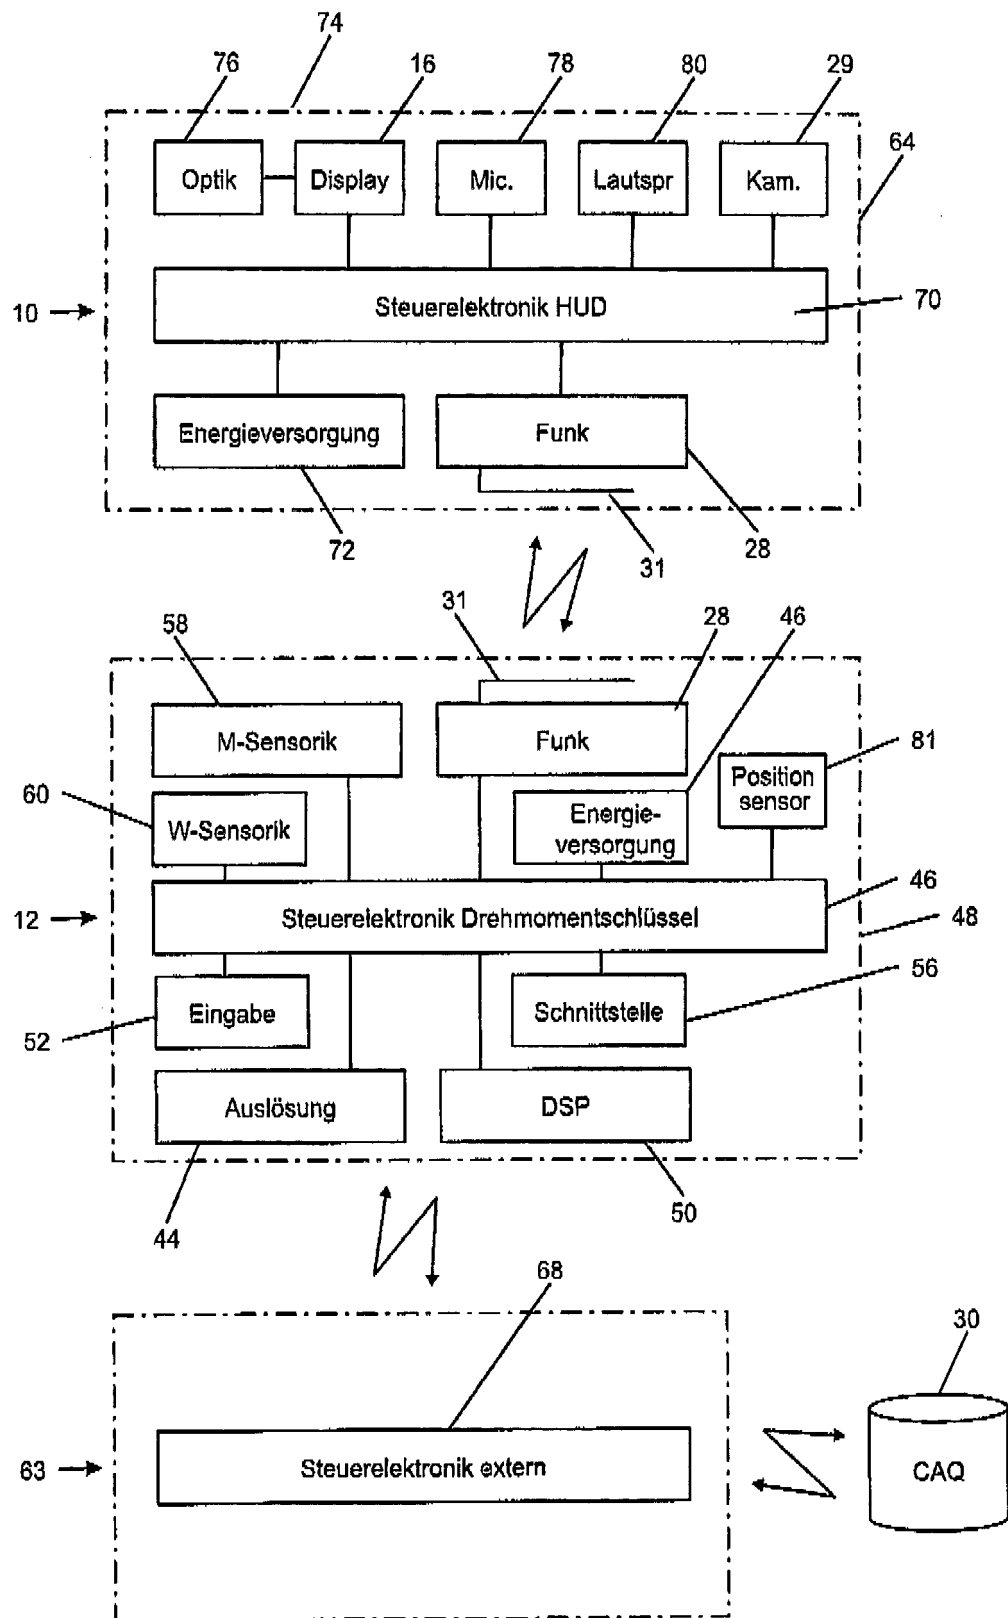 74
76 16 78 80 29
64
Optik Display Mic. Lautspr Kam.
10 Steuerelektronik HUD 70
Energieversorgung Funk
72 31 28
58 31 28 46
M-Sensorik Funk 81
Position
sensor
60 W-Sensorik Energie-
versorgung
46
12 Steuerelektronik Drehmomentschlüssel 48
56
Eingabe Schnittstelle
52
Auslösung DSP
44 50
68
30
63 Steuerelektronik extern CAQ